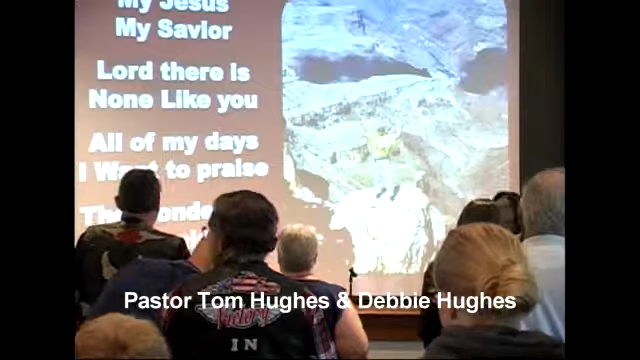 My Jesus
My Savior
Lord there is
None Like you
All of my days
I Want to praise
Victory
IN
Pastor Tom Hughes & Debbie Hughes